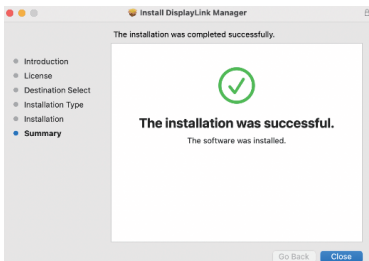 Install DisplayLink Manager
The installation was completed successfully.
Introduction
License
Destination Select
Installation Type
Installation
Summary
The installation was successful.
The software was installed.
Go Back
Close